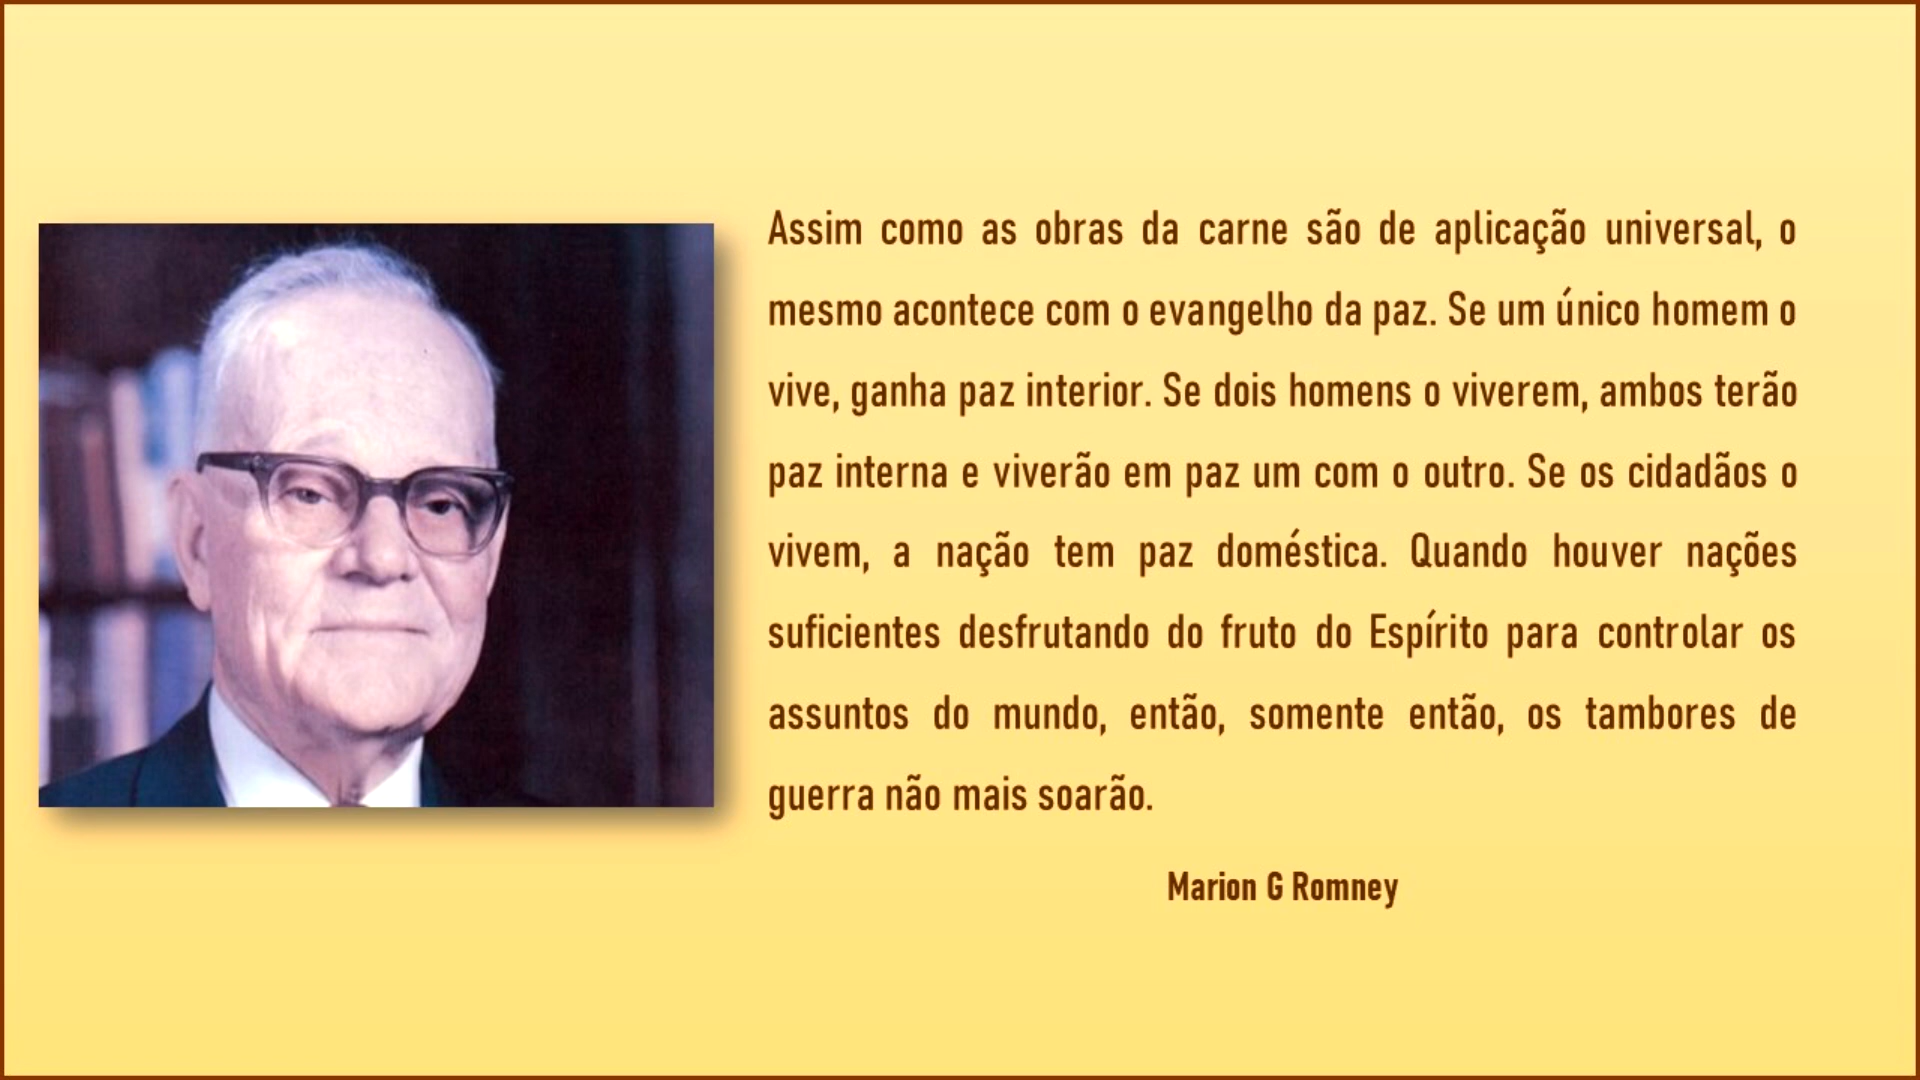 Assim como as obras da carne são de aplicação universal, o
mesmo acontece com o evangelho da paz. Se um único homem o
vive, ganha paz interior. Se dois homens o viverem, ambos terão
paz interna e viverão em paz um com o outro. Se os cidadãos o
vivem, a nação tem paz doméstica. Quando houver nações
suficientes desfrutando do fruto do Espírito para controlar os
assuntos do mundo, então, somente então, os tambores de
guerra não mais soarão.
Marion G Romney